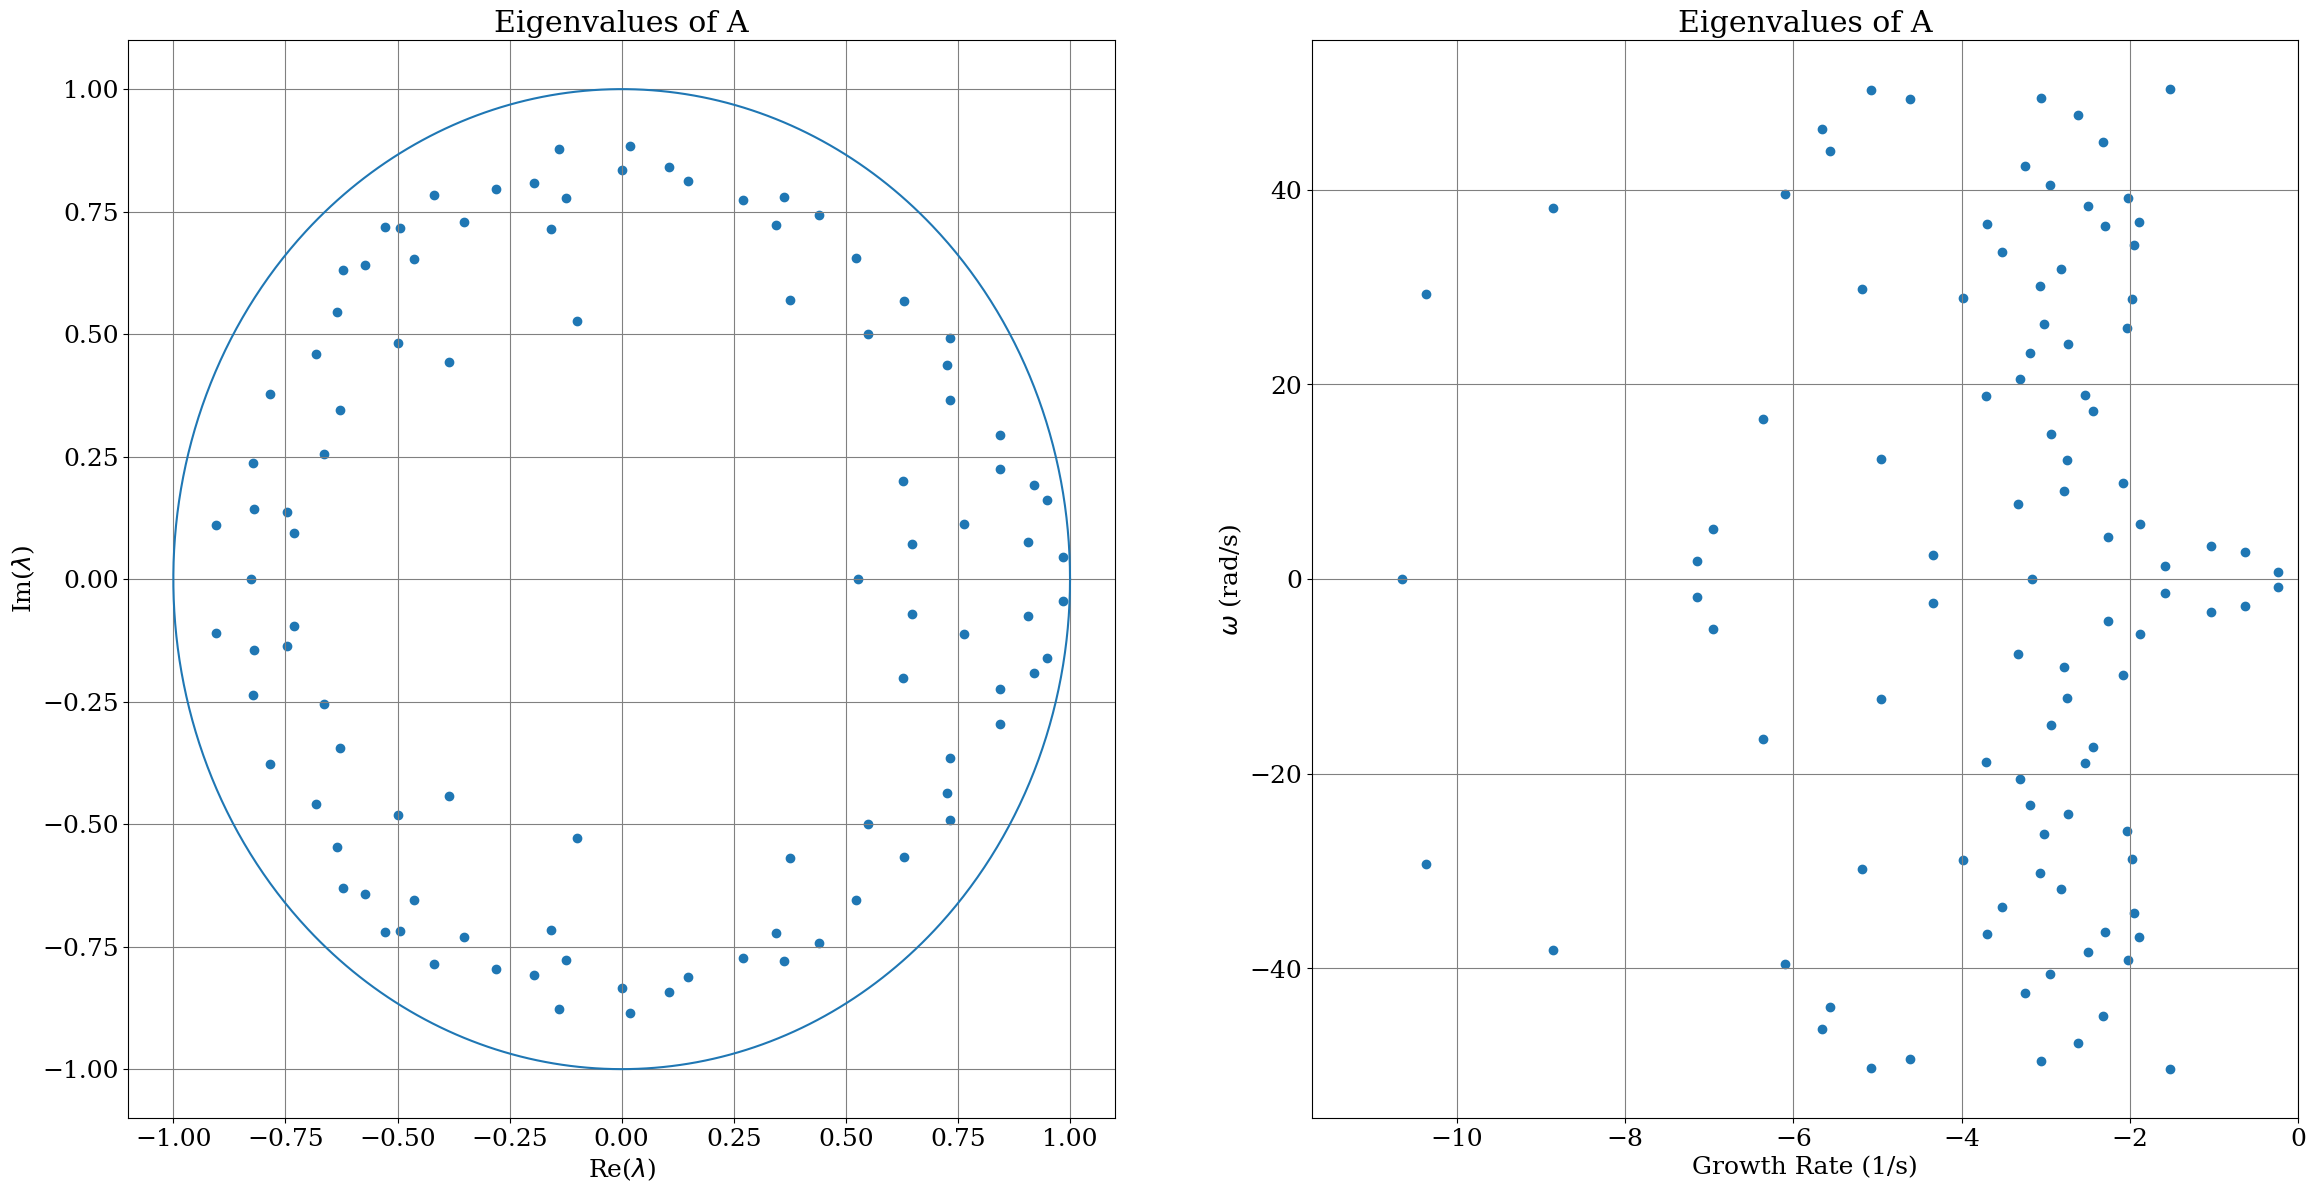 Eigenvalues of A
1.00
0.75
0.50
0.25
0.00
−0.25
−0.50
−0.75
−1.00
Im(λ)
−1.00 −0.75 −0.50 −0.25 0.00 0.25 0.50 0.75 1.00
Re(λ)
Eigenvalues of A
40
20
0
−20
−40
ω (rad/s)
−10 −8 −6 −4 −2 0
Growth Rate (1/s)